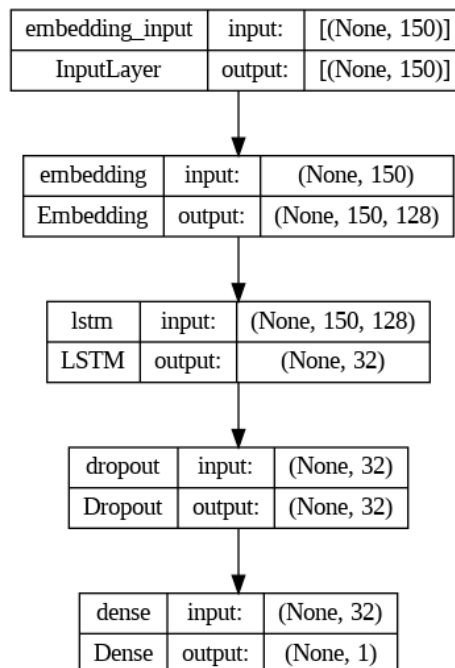 embedding_input input: [(None, 150)]
InputLayer output: [(None, 150)]
embedding input: (None, 150)
Embedding output: (None, 150, 128)
lstm input: (None, 150, 128)
LSTM output: (None, 32)
dropout input: (None, 32)
Dropout output: (None, 32)
dense input: (None, 32)
Dense output: (None, 1)